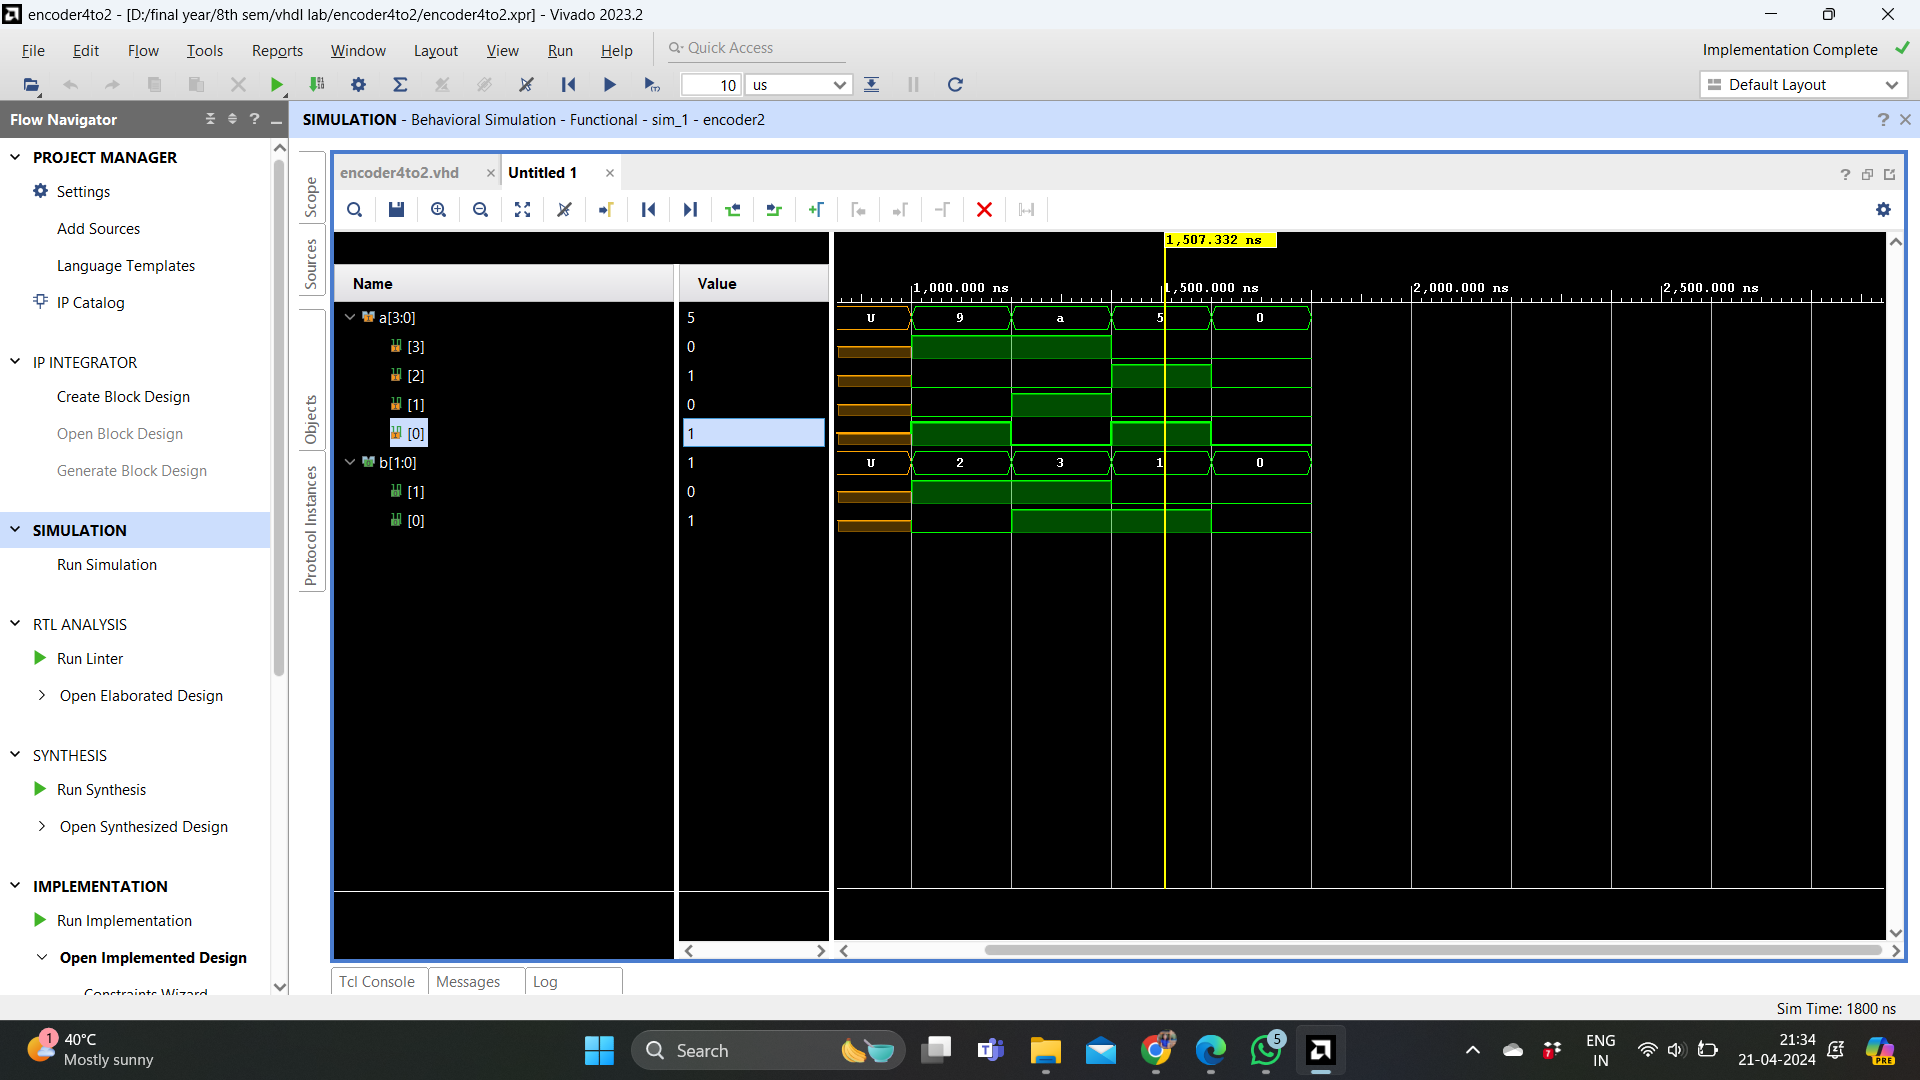 encoder4to2 - [D:/final year/8th sem/vhdl lab/encoder4to2/encoder4to2.xpr] - Vivado 2023.2
File Edit Flow Tools Reports Window Layout View Run Help Quick Access
Implementation Complete
10 us
Default Layout
Flow Navigator
SIMULATION - Behavioral Simulation - Functional - sim_1 - encoder2
PROJECT MANAGER
Settings
Add Sources
Language Templates
IP Catalog
IP INTEGRATOR
Create Block Design
Open Block Design
Generate Block Design
SIMULATION
Run Simulation
RTL ANALYSIS
Run Linter
Open Elaborated Design
SYNTHESIS
Run Synthesis
Open Synthesized Design
IMPLEMENTATION
Run Implementation
Open Implemented Design
Constraints Wizard
Scope
Sources
Objects
Protocol Instances
encoder4to2.vhd
Untitled 1
1,507.332 ns
Name Value
1,000.000 ns 1,500.000 ns 2,000.000 ns 2,500.000 ns
a[3:0] 5 U 9 a 5 0
[3] 0
[2] 1
[1] 0
[0] 1
b[1:0] 1 U 2 3 1 0
[1] 0
[0] 1
Tcl Console Messages Log
Sim Time: 1800 ns
1
40°C
Mostly sunny
Search
5
7
ENG
IN
21:34
21-04-2024
PRE